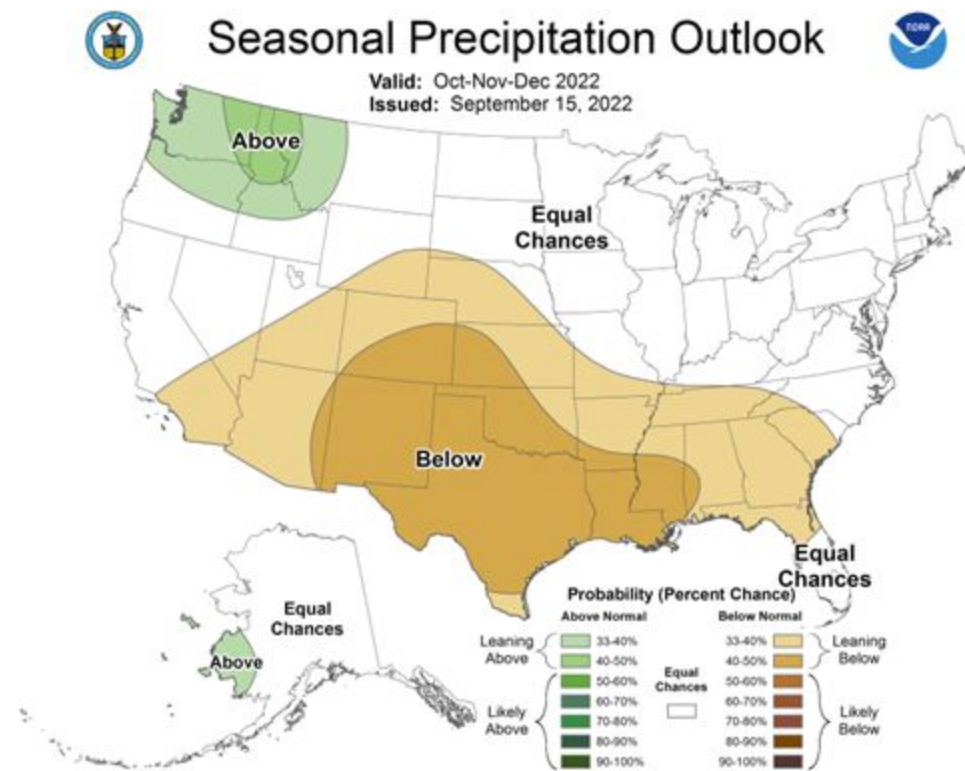 Seasonal Precipitation Outlook
Valid: Oct-Nov-Dec 2022
Issued: September 15, 2022
NOAA
Above
Equal
Chances
Below
Equal
Chances
Equal
Chances
Above
Probability (Percent Chance)
Above Normal
Below Normal
Leaning
Above
33-40%
40-50%
Likely
Above
50-60%
60-70%
70-80%
80-90%
90-100%
Equal
Chances
33-40%
40-50%
Leaning
Below
50-60%
60-70%
70-80%
80-90%
90-100%
Likely
Below